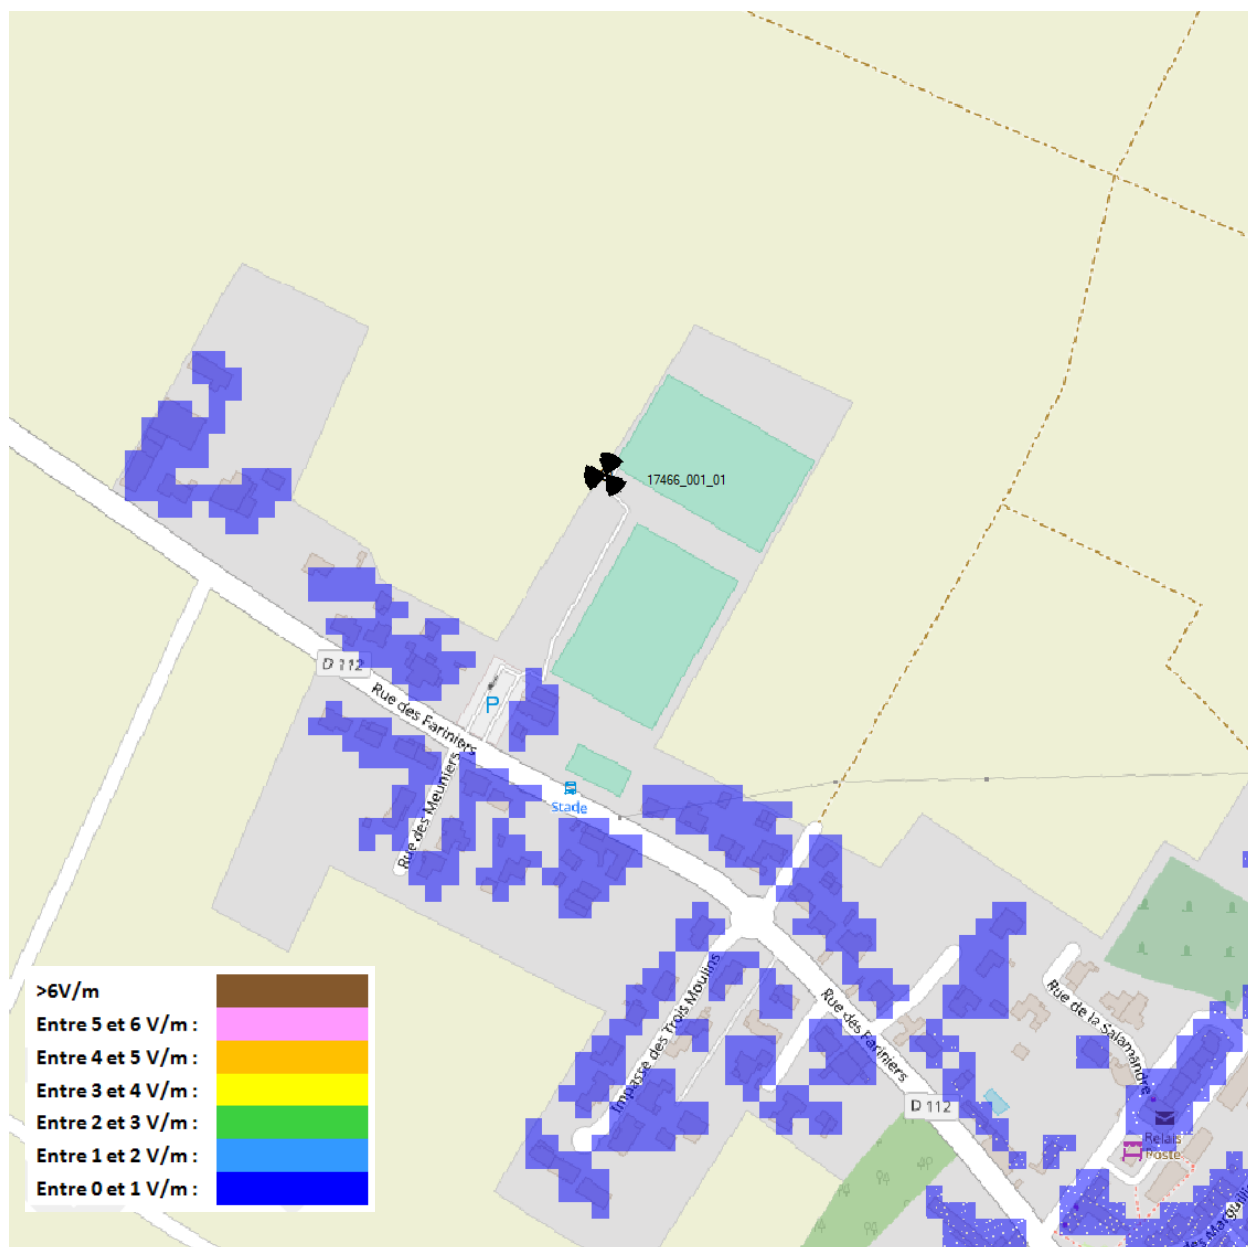 17466_001_01
D 112
Rue des Fariniers
P
Rue des Meuniers
Stade
Impasse des Trois Moulins
Rue des Fariniers
Rue de la Salamandre
D 112
Relais
Poste
>6V/m
Entre 5 et 6 V/m :
Entre 4 et 5 V/m :
Entre 3 et 4 V/m :
Entre 2 et 3 V/m :
Entre 1 et 2 V/m :
Entre 0 et 1 V/m :